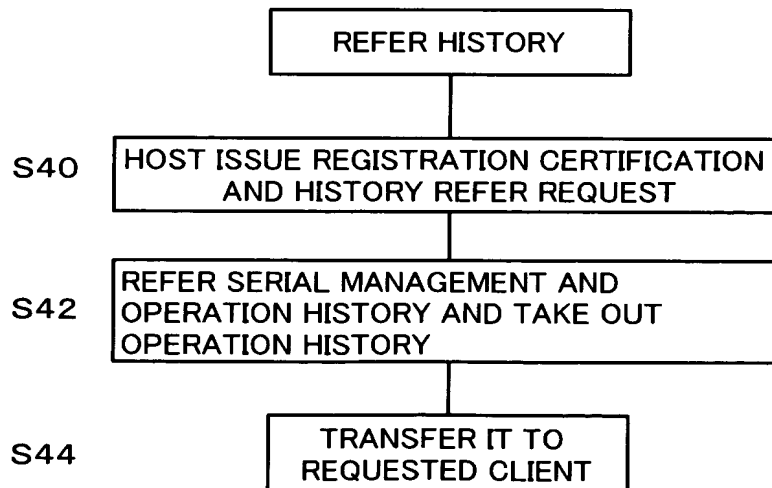 REFER HISTORY
S40
HOST ISSUE REGISTRATION CERTIFICATION
AND HISTORY REFER REQUEST
S42
REFER SERIAL MANAGEMENT AND
OPERATION HISTORY AND TAKE OUT
OPERATION HISTORY
S44
TRANSFER IT TO
REQUESTED CLIENT